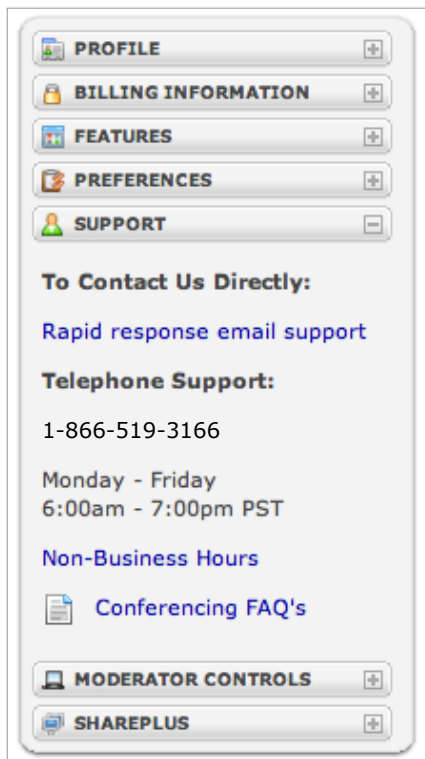 PROFILE
BILLING INFORMATION
FEATURES
PREFERENCES
SUPPORT
To Contact Us Directly:
Rapid response email support
Telephone Support:
1-866-519-3166
Monday - Friday
6:00am - 7:00pm PST
Non-Business Hours
Conferencing FAQ's
MODERATOR CONTROLS
SHAREPLUS